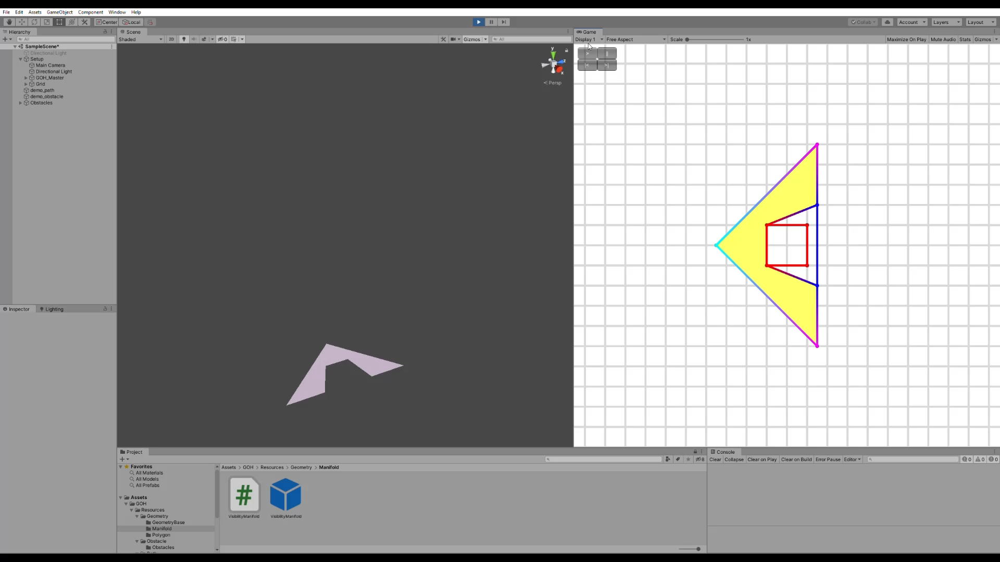 File Edit Assets GameObject Component Window Help
Center Local Collab Account Layers Layout
Hierarchy Scene Game
All Shaded 2D 0 Gizmos All Display 1 Free Aspect Scale 1x Maximize On Play Mute Audio Stats Gizmos
SampleScene*
Directional Light
Setup
Main Camera
Directional Light
GOH_Master
Grid
demo_path
demo_obstacle
Obstacles
y
z
x
Persp
> ||
|< >|
Inspector Lighting
Project Console
8 Clear Collapse Clear on Play Clear on Build Error Pause Editor 0 0 0
Favorites
All Materials
All Models
All Prefabs
Assets
GOH
Resources
Geometry
GeometryBase
Manifold
Polygon
Obstacle
Obstacles
Assets > GOH > Resources > Geometry > Manifold
#
VisibilityManifold VisibilityManifold